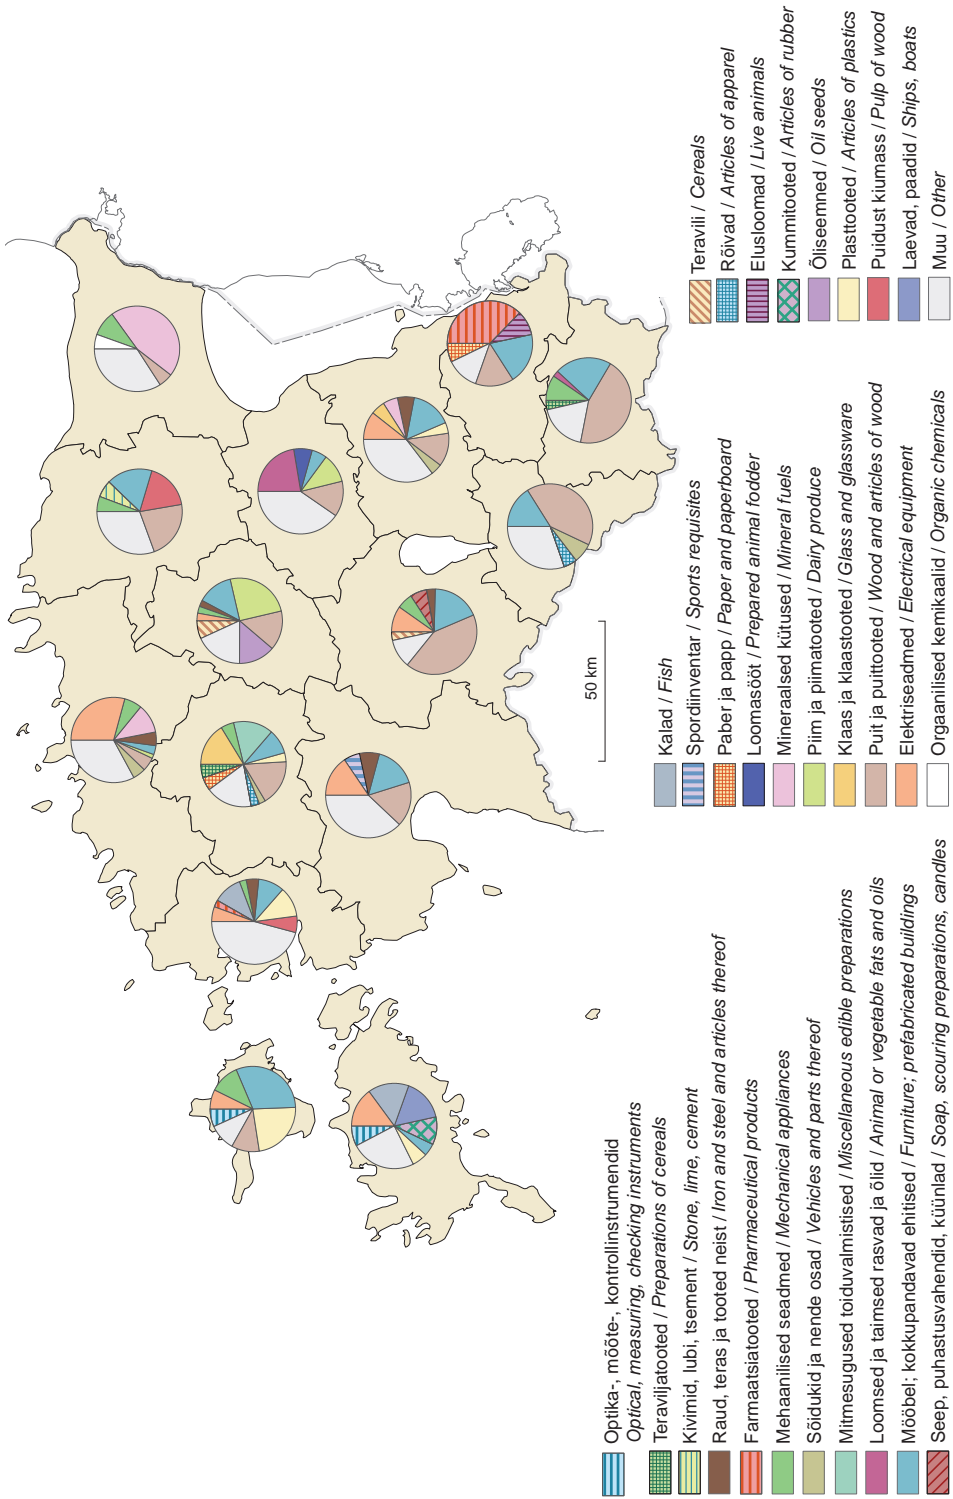 50 km
Optika-, mõõte-, kontrollinstrumendid
Optical, measuring, checking instruments
Teraviljatooted / Preparations of cereals
Kivimid, lubi, tsement / Stone, lime, cement
Raud, teras ja tooted neist / Iron and steel and articles thereof
Farmaatsiatooted / Pharmaceutical products
Mehaanilised seadmed / Mechanical appliances
Sõidukid ja nende osad / Vehicles and parts thereof
Mitmesugused toiduvalmistised / Miscellaneous edible preparations
Loomsed ja taimsed rasvad ja õlid / Animal or vegetable fats and oils
Mööbel; kokkupandavad ehitised / Furniture; prefabricated buildings
Seep, puhastusvahendid, küünlad / Soap, scouring preparations, candles
Kalad / Fish
Spordiinventar / Sports requisites
Paber ja papp / Paper and paperboard
Loomasööt / Prepared animal fodder
Mineraalsed kütused / Mineral fuels
Piim ja piimatooted / Dairy produce
Klaas ja klaastooted / Glass and glassware
Puit ja puittooted / Wood and articles of wood
Elektriseadmed / Electrical equipment
Orgaanilised kemikaalid / Organic chemicals
Teravili / Cereals
Rõivad / Articles of apparel
Elusloomad / Live animals
Kummitooted / Articles of rubber
Õliseemned / Oil seeds
Plasttooted / Articles of plastics
Puidust kiumass / Pulp of wood
Laevad, paadid / Ships, boats
Muu / Other